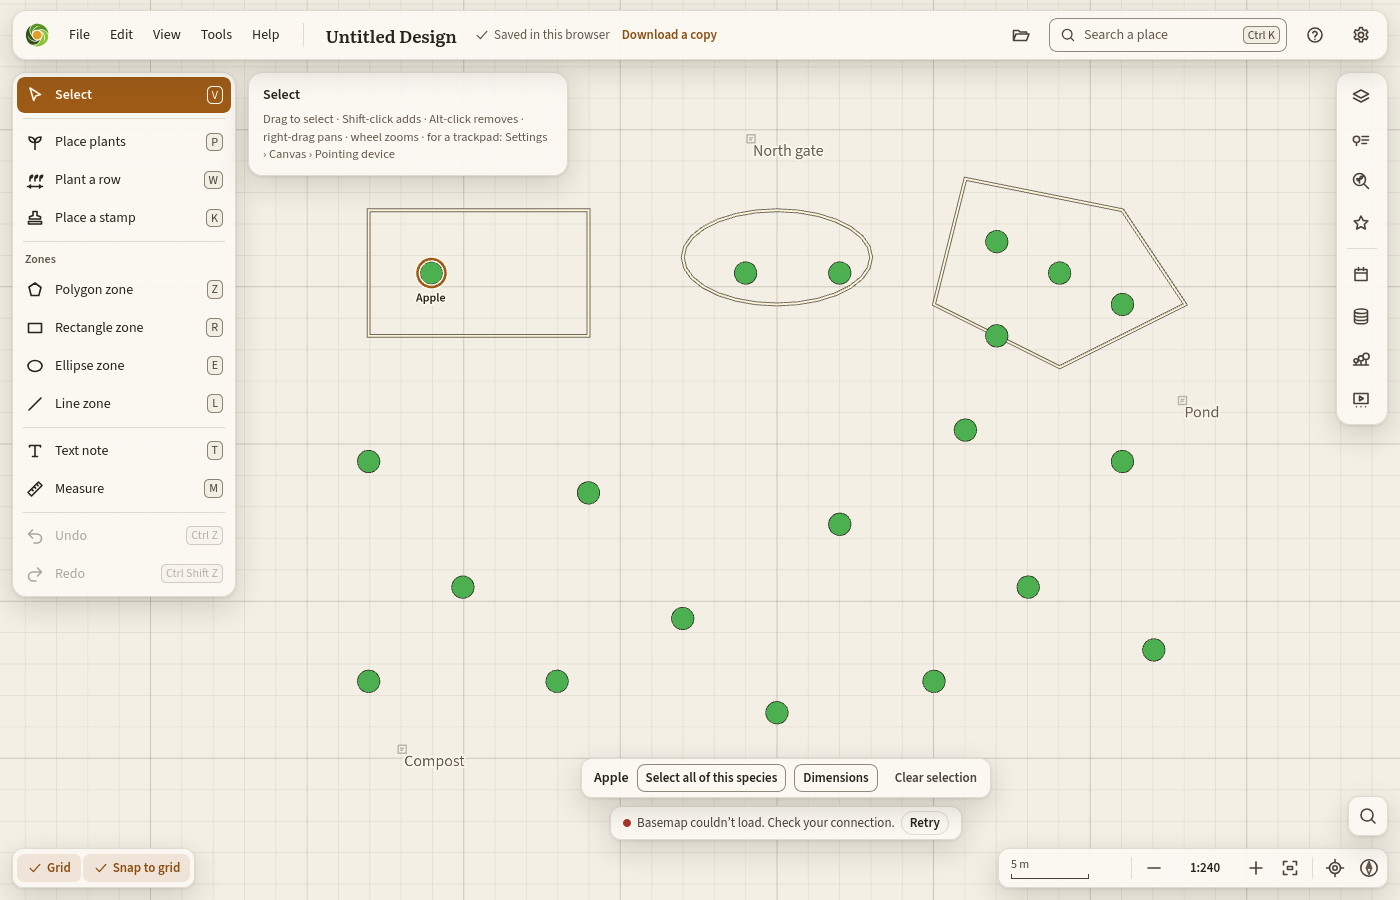 File Edit View Tools Help Untitled Design Saved in this browser Download a copy Search a place Ctrl K
Select V
Place plants P
Plant a row W
Place a stamp K
Zones
Polygon zone Z
Rectangle zone R
Ellipse zone E
Line zone L
Text note T
Measure M
Undo Ctrl Z
Redo Ctrl Shift Z
Select
Drag to select · Shift-click adds · Alt-click removes ·
right-drag pans · wheel zooms · for a trackpad: Settings
› Canvas › Pointing device
North gate
Apple
Pond
Compost
Apple Select all of this species Dimensions Clear selection
Basemap couldn’t load. Check your connection. Retry
Grid Snap to grid
5 m 1:240